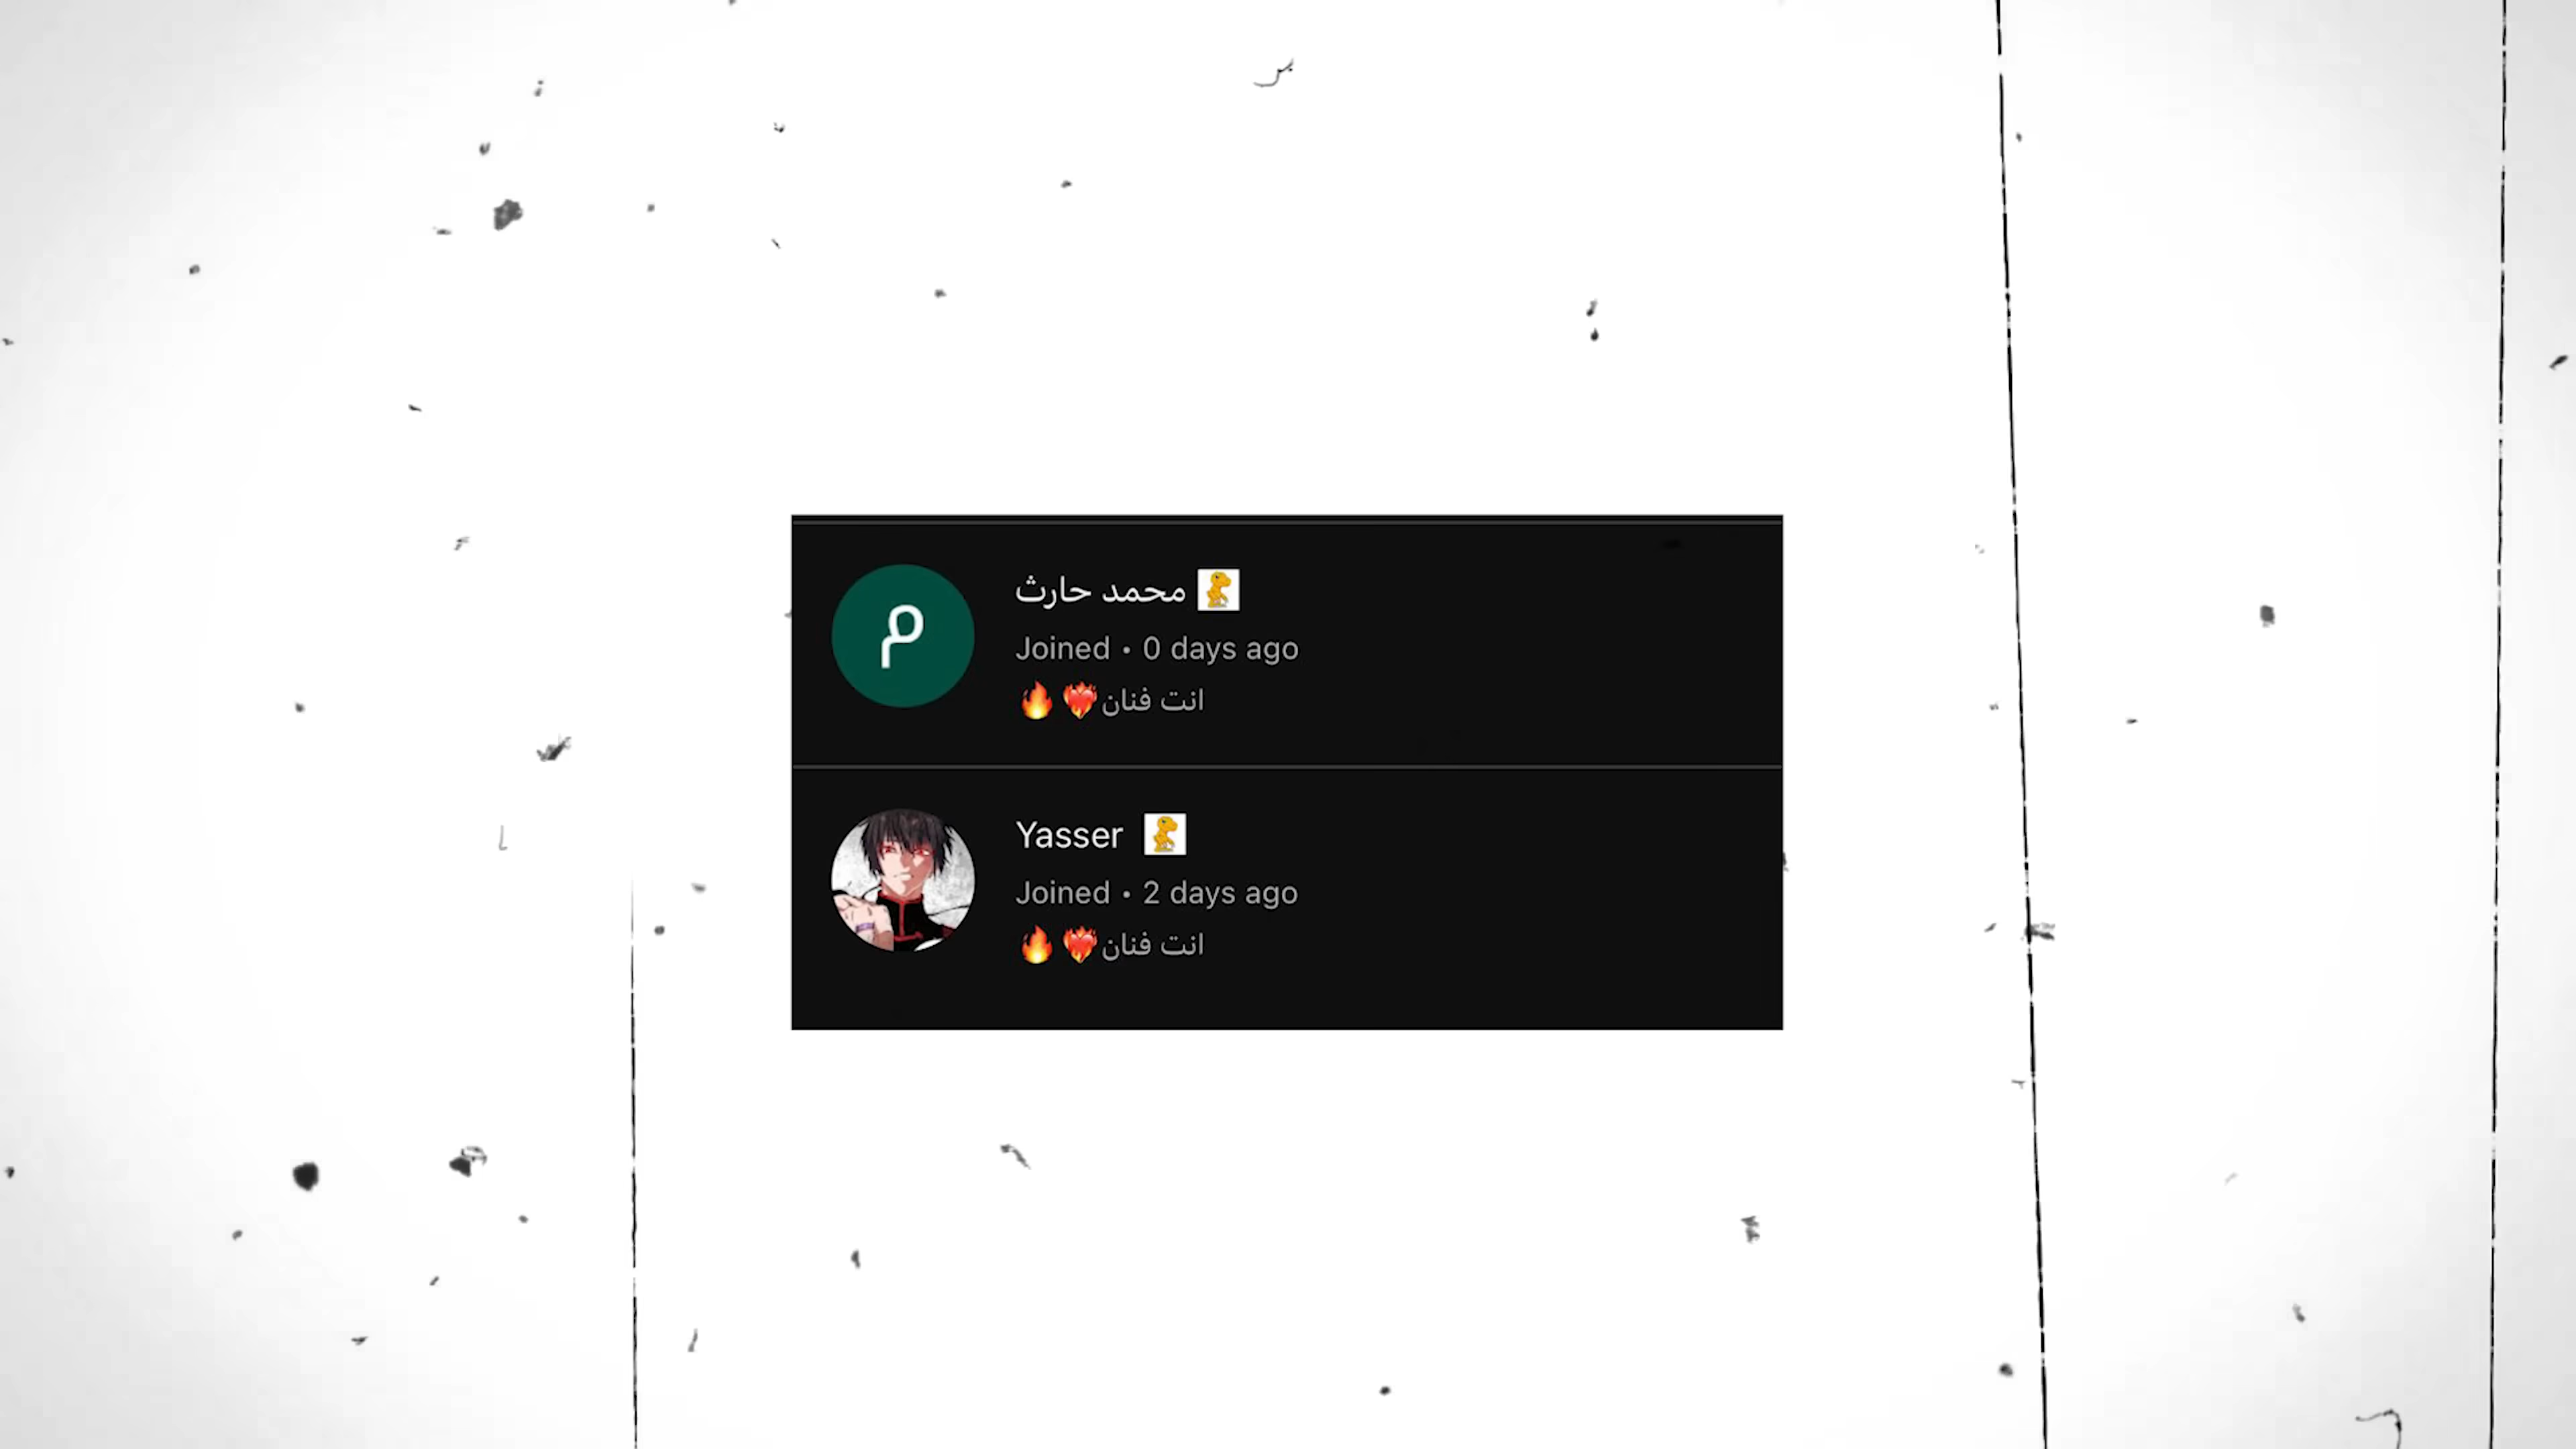 م
محمد حارث
Joined • 0 days ago
انت فنان❤️‍🔥 🔥
Yasser
Joined • 2 days ago
انت فنان❤️‍🔥 🔥